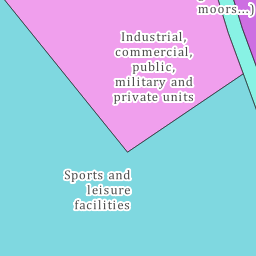 moors...)
Industrial,
commercial,
public,
military and
private units
Sports and
leisure
facilities